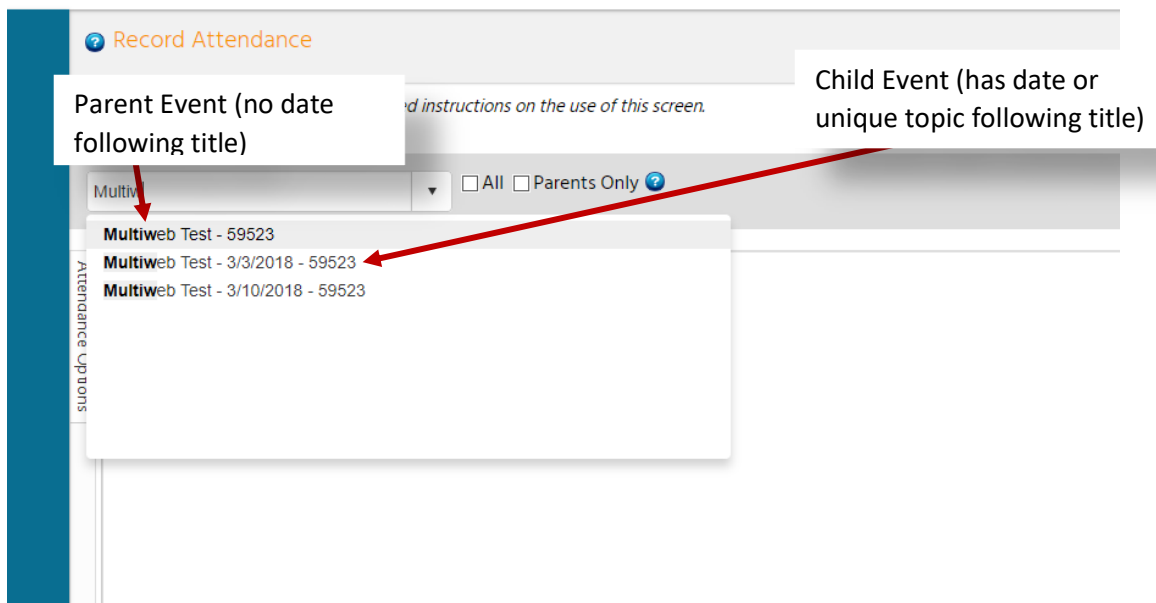 Record Attendance
Parent Event (no date
following title)
ed instructions on the use of this screen.
Child Event (has date or
unique topic following title)
Multiw
All Parents Only
Multiweb Test - 59523
Multiweb Test - 3/3/2018 - 59523
Multiweb Test - 3/10/2018 - 59523
Attendance Options